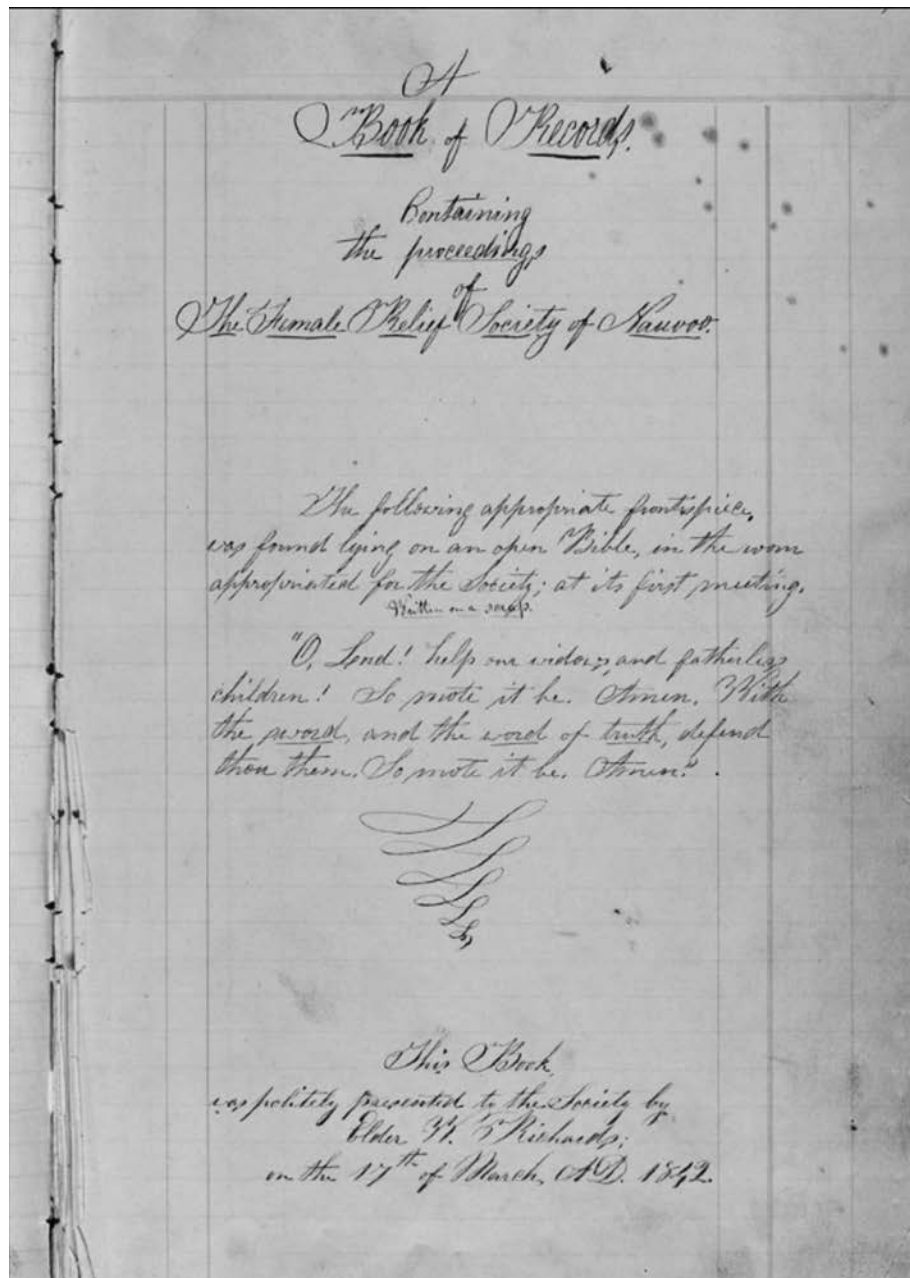 A
Book of Records.
Containing
the proceedings
of
The Female Relief Society of Nauvoo.
The following appropriate frontispiece,
was found lying on an open Bible, in the room
appropriated for the Society; at its first meeting.
Written on a scrap.
"O, Lord! help our widows, and fatherless
children! So mote it be. Amen. With
the sword, and the word of truth, defend
thou them. So mote it be. Amen."
This Book,
was politely presented to the Society by
Elder W. Richards;
on the 17th of March, A.D. 1842.